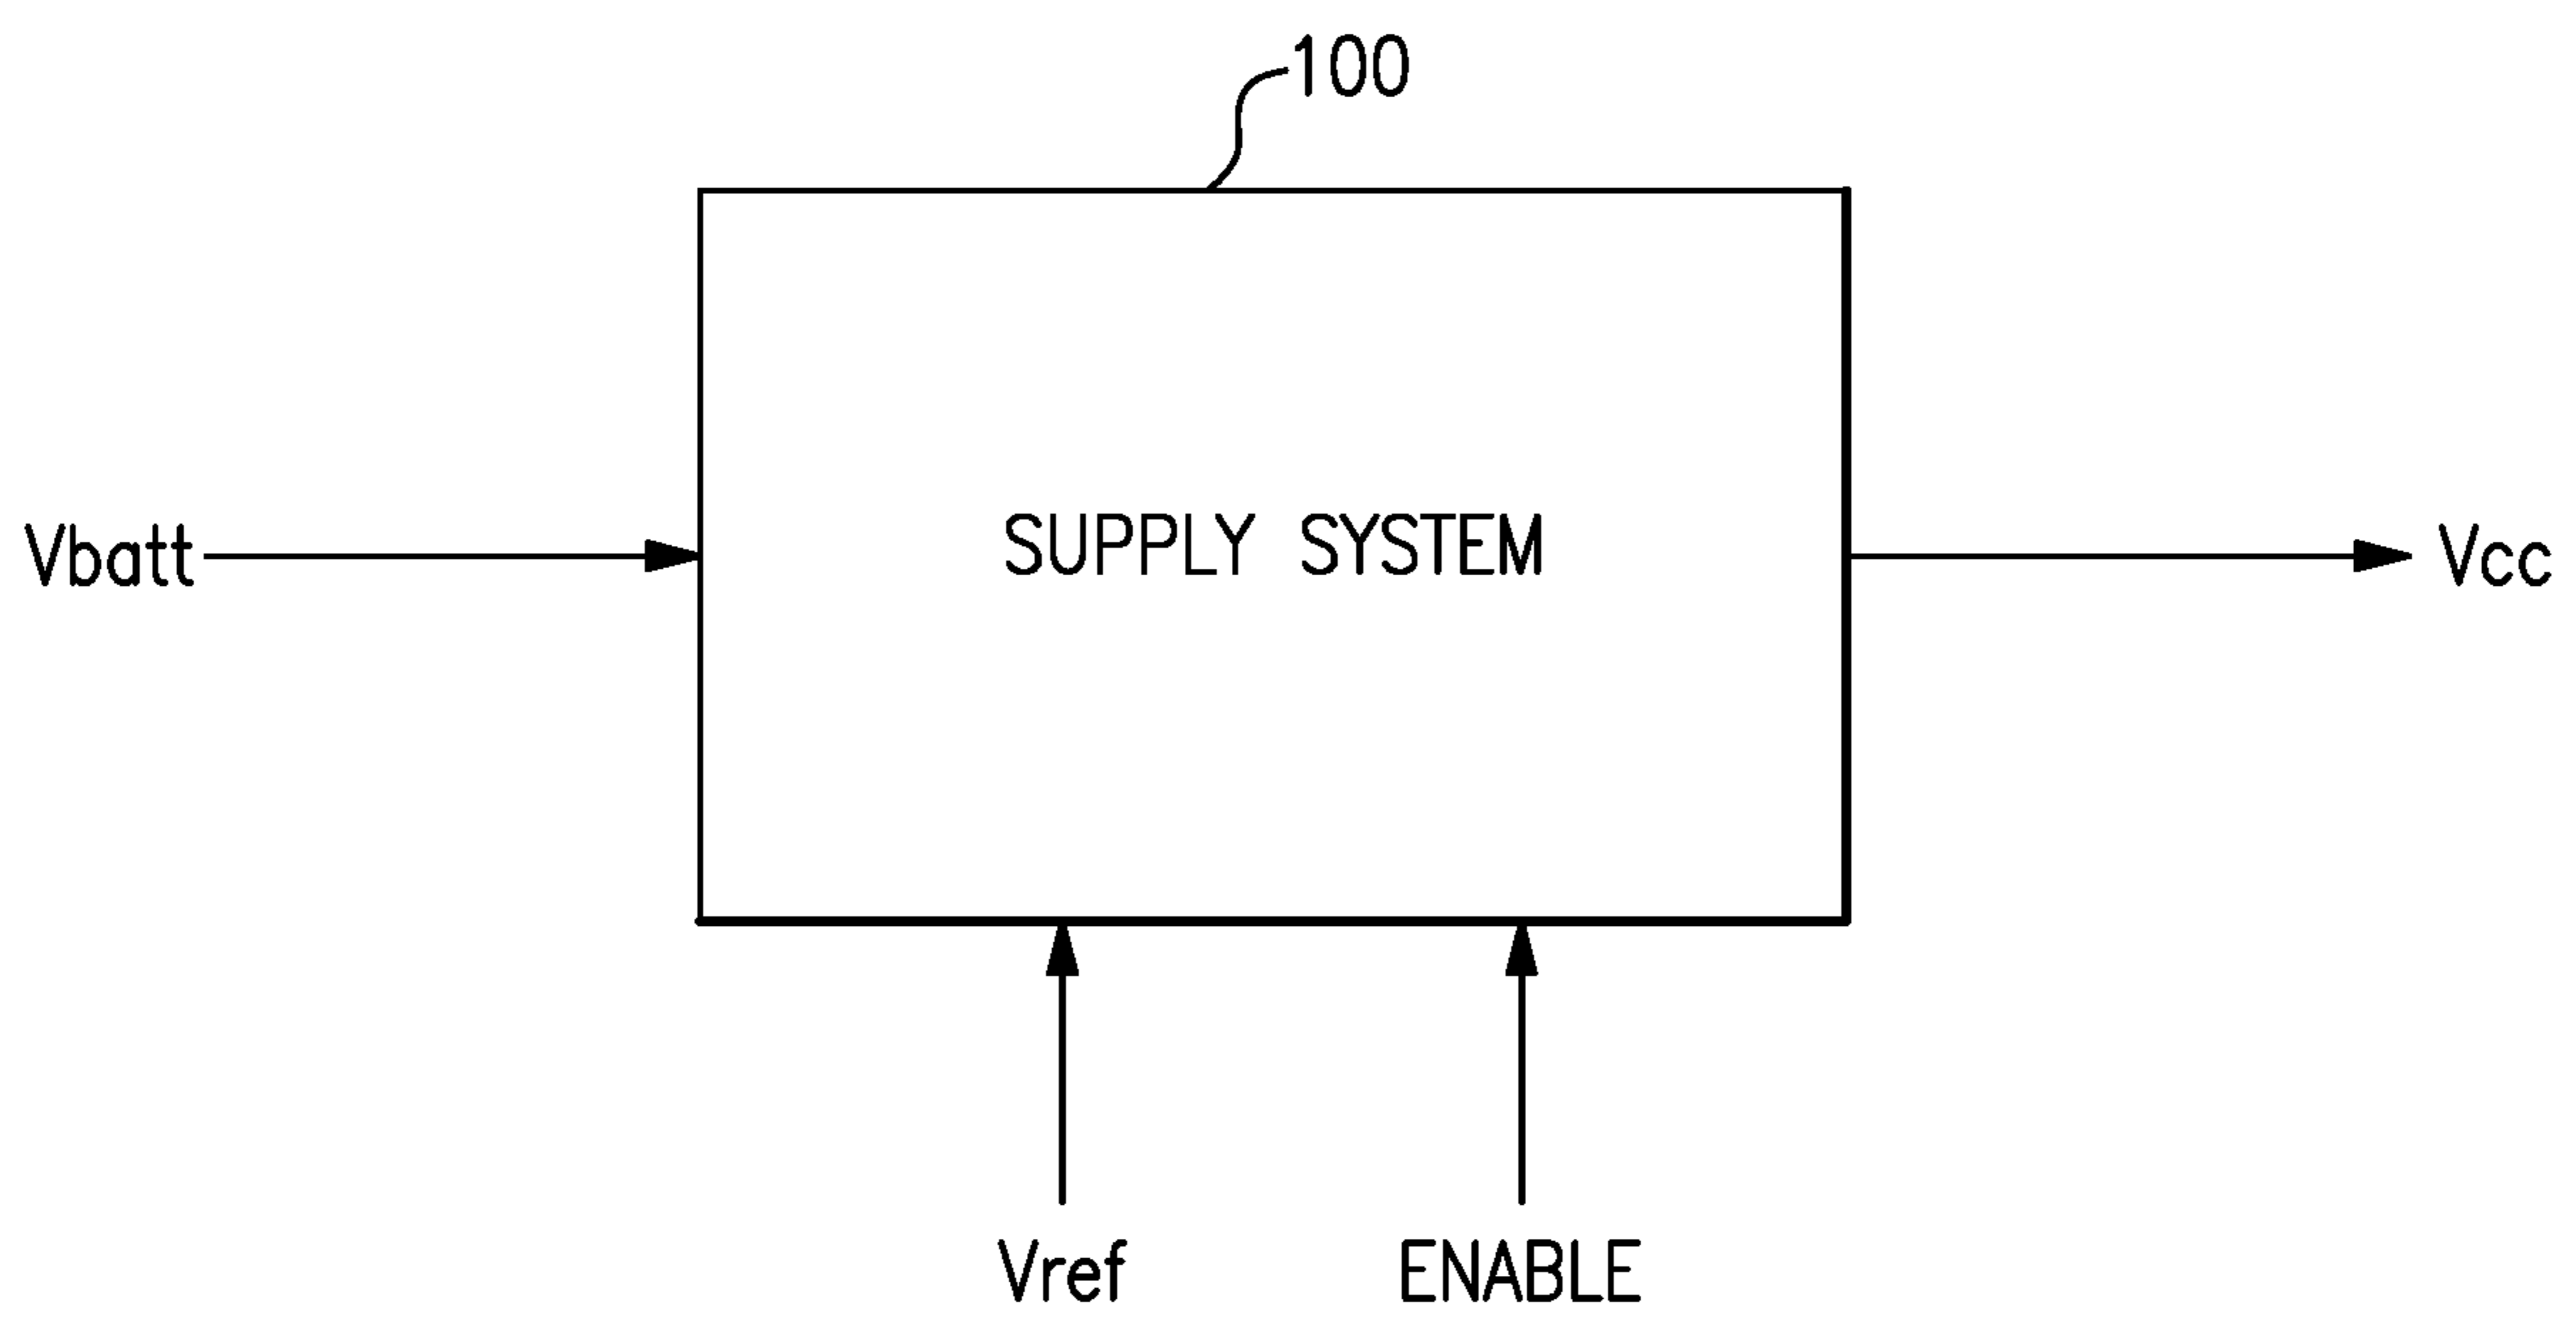 100
SUPPLY SYSTEM
Vbatt
Vcc
Vref
ENABLE